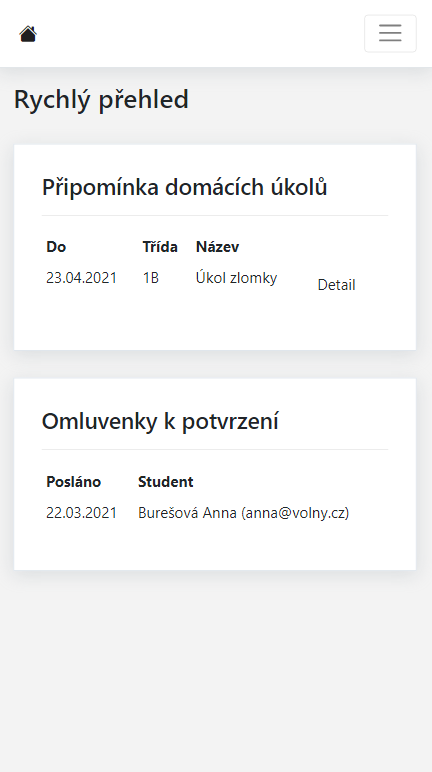 Rychlý přehled
Připomínka domácích úkolů
Do Třída Název
23.04.2021 1B Úkol zlomky Detail
Omluvenky k potvrzení
Posláno Student
22.03.2021 Burešová Anna (anna@volny.cz)